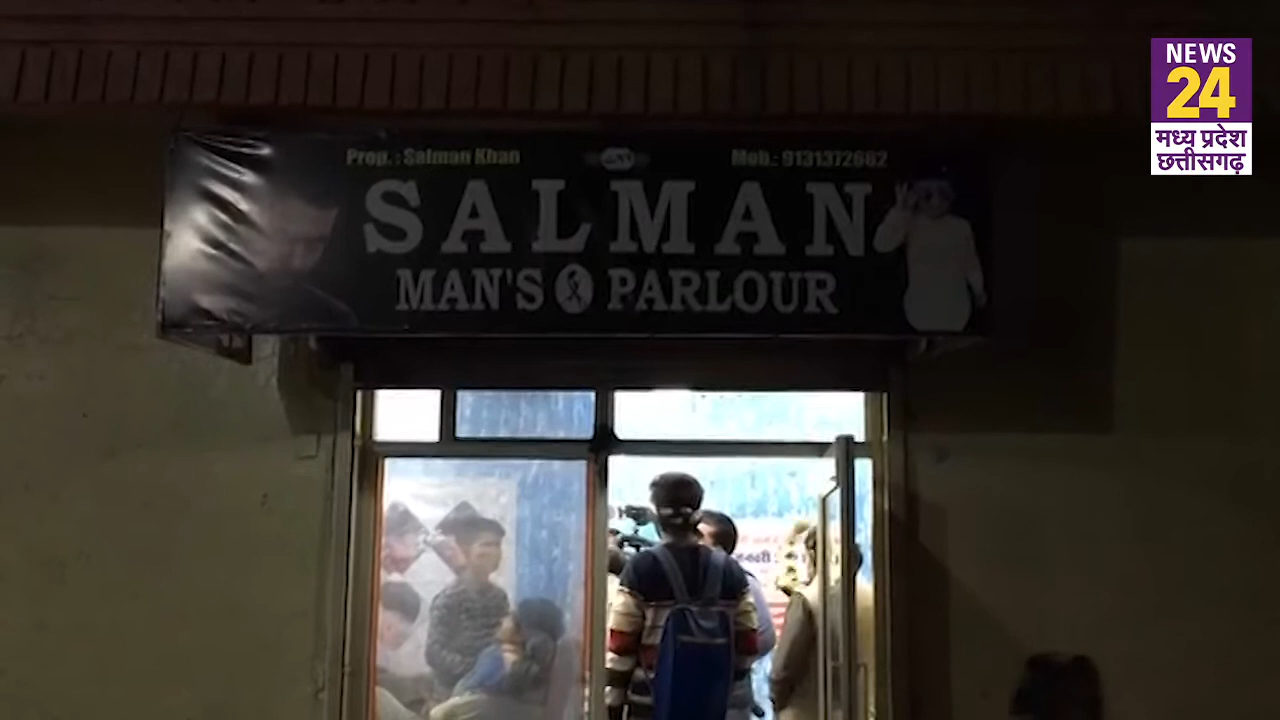 NEWS
24
मध्य प्रदेश
छत्तीसगढ़
Prop. : Salman Khan
Mob.: 9131372662
SALMAN
MAN'S PARLOUR